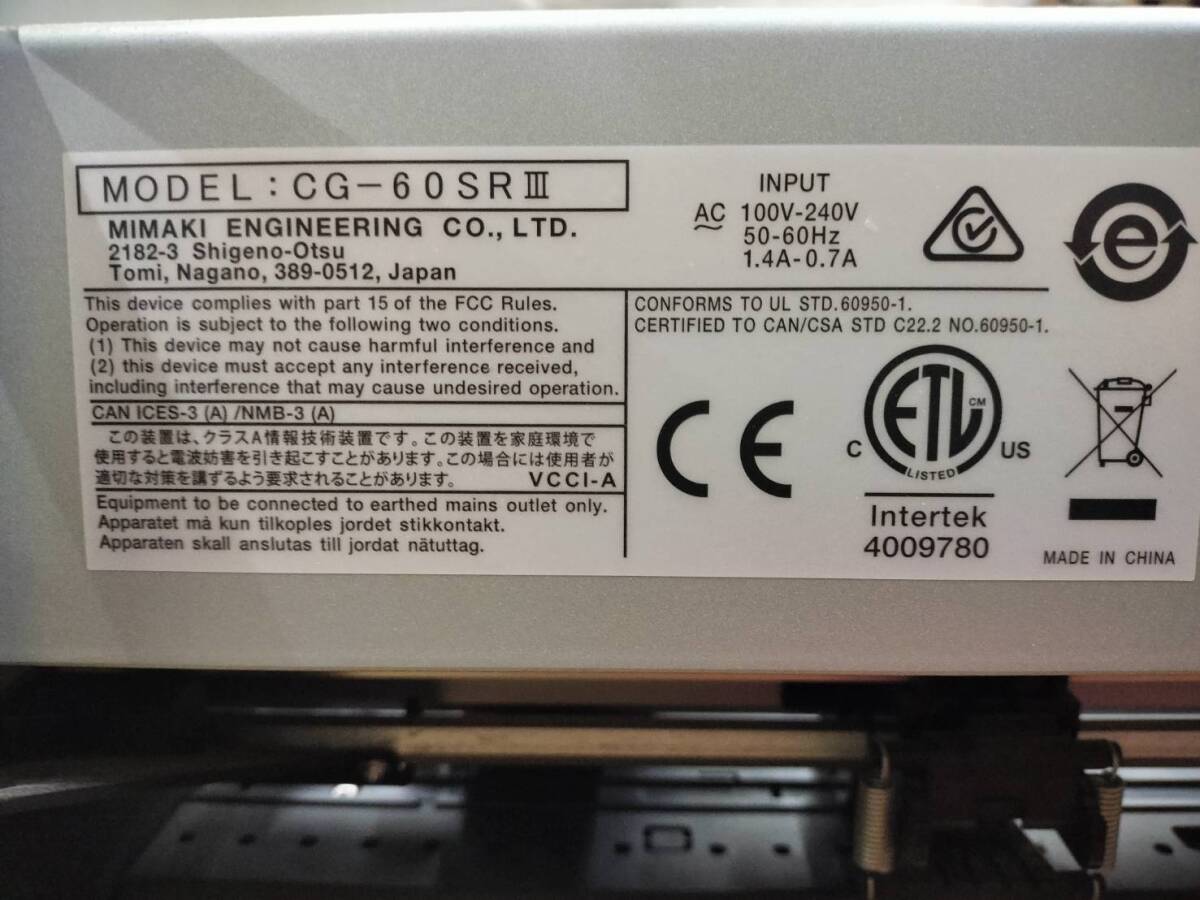 MODEL:CG-60SRⅢ
MIMAKI ENGINEERING CO., LTD.
2182-3 Shigeno-Otsu
Tomi, Nagano, 389-0512, Japan
INPUT
AC 100V-240V
50-60Hz
1.4A-0.7A
e
This device complies with part 15 of the FCC Rules.
Operation is subject to the following two conditions.
(1) This device may not cause harmful interference and
(2) this device must accept any interference received,
including interference that may cause undesired operation.
CAN ICES-3 (A) /NMB-3 (A)
この装置は、クラスA情報技術装置です。この装置を家庭環境で
使用すると電波妨害を引き起こすことがあります。この場合には使用者が
適切な対策を講ずるよう要求されることがあります。 VCCI-A
Equipment to be connected to earthed mains outlet only.
Apparatet må kun tilkoples jordet stikkontakt.
Apparaten skall anslutas till jordat nätuttag.
CONFORMS TO UL STD.60950-1.
CERTIFIED TO CAN/CSA STD C22.2 NO.60950-1.
CE
ETL CM
C US
LISTED
Intertek
4009780
MADE IN CHINA